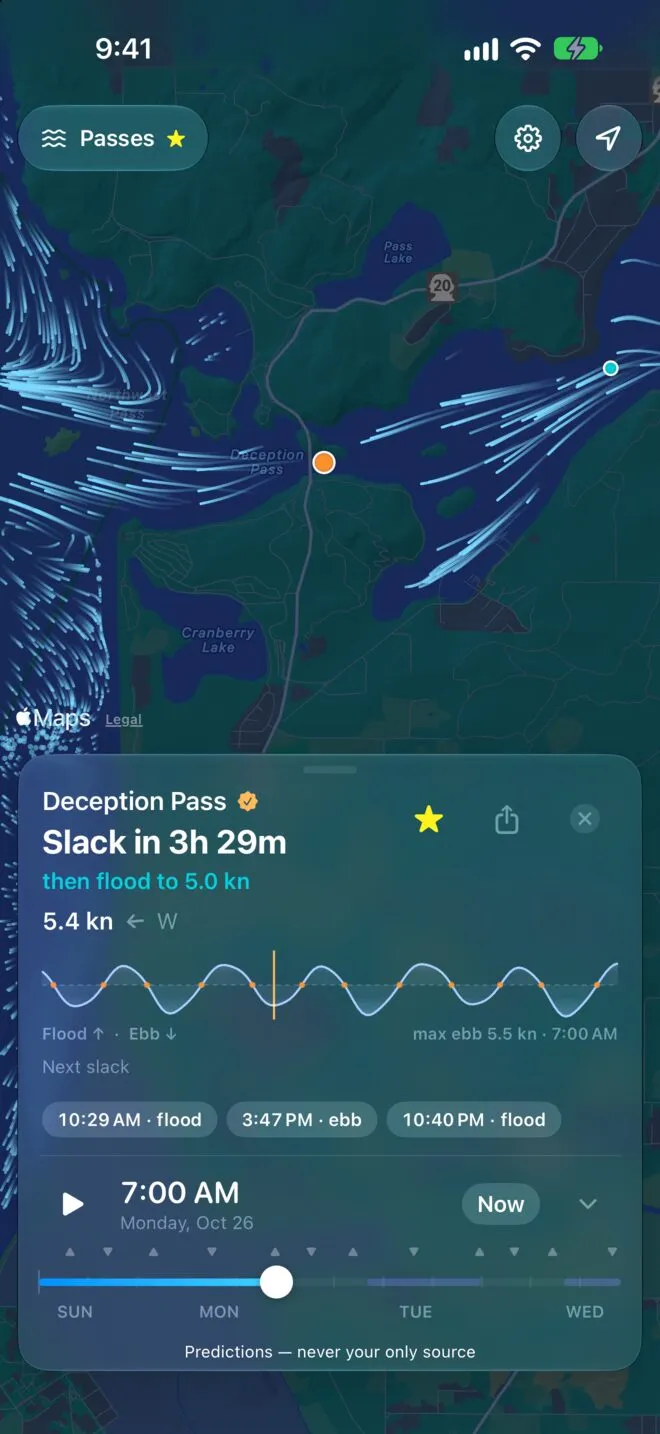 9:41
Passes
Pass
Lake
20
Northwest
Pass
Deception
Pass
Cranberry
Lake
Maps Legal
Deception Pass
Slack in 3h 29m
then flood to 5.0 kn
5.4 kn ← W
Flood ↑ · Ebb ↓
max ebb 5.5 kn · 7:00 AM
Next slack
10:29 AM · flood
3:47 PM · ebb
10:40 PM · flood
7:00 AM
Monday, Oct 26
Now
SUN MON TUE WED
Predictions — never your only source